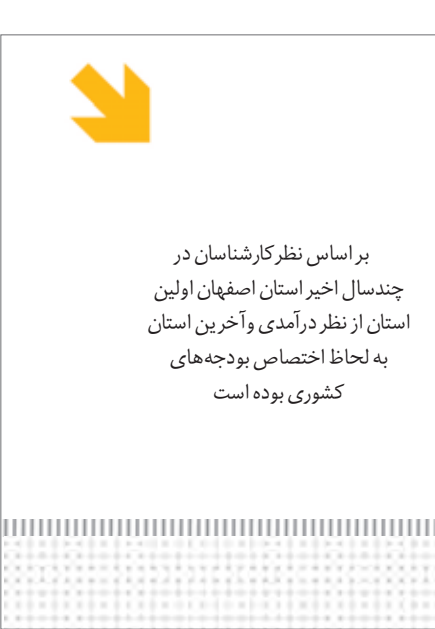 بر اساس نظر کارشناسان در
چندسال اخیر استان اصفهان اولین
استان از نظر درآمدی وآخرین استان
به لحاظ اختصاص بودجه‌های
کشوری بوده است